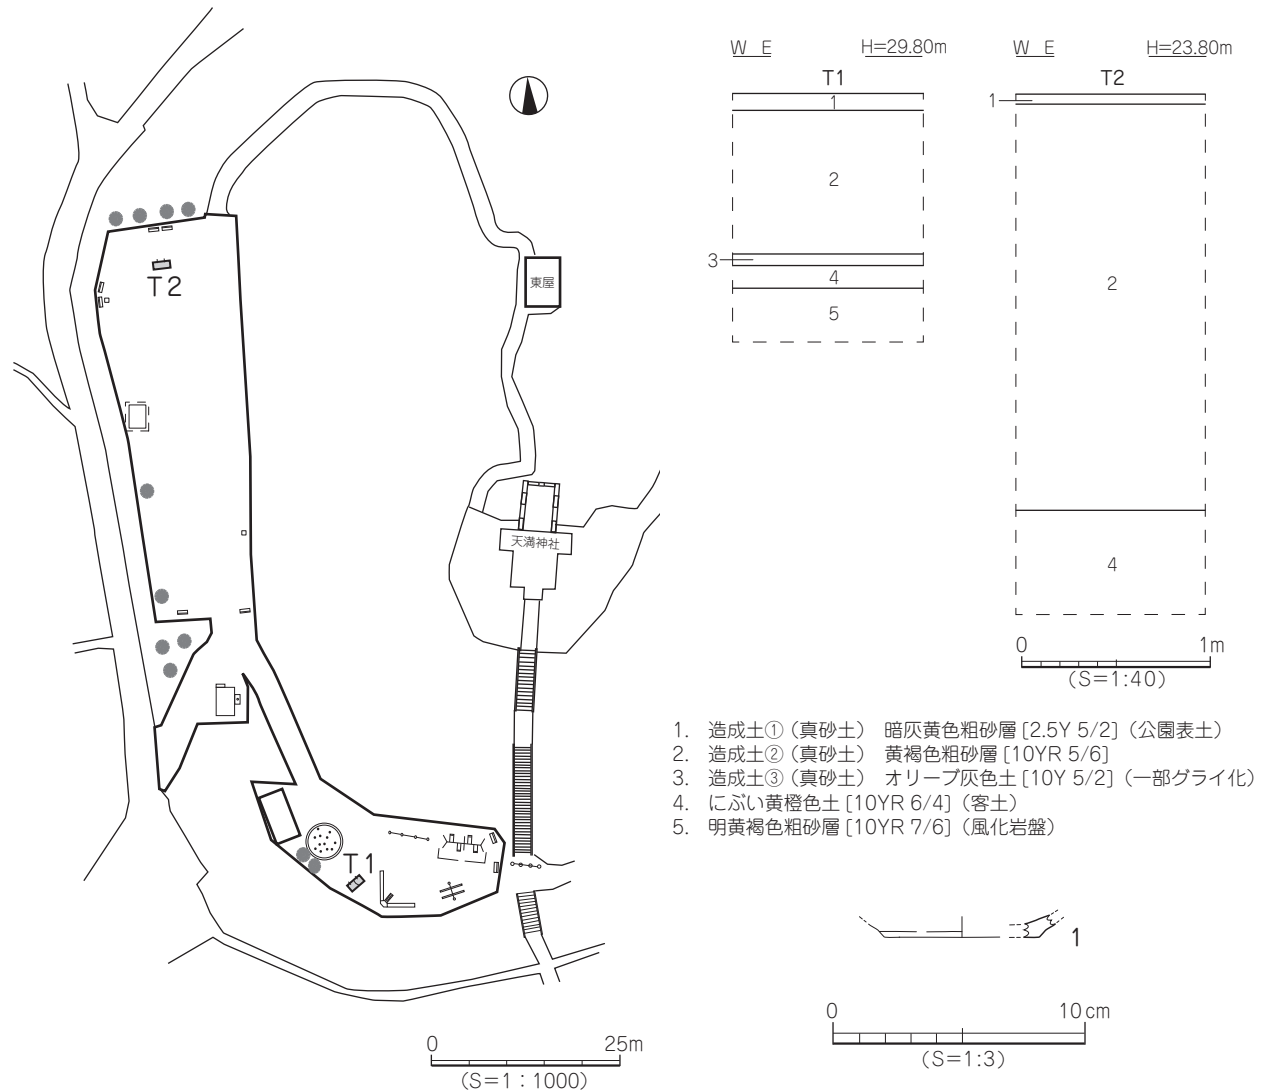 W E
H=29.80m
T1
1
2
3
4
5
W E
H=23.80m
T2
1
2
4
0
1m
(S=1:40)
T2
東屋
天満神社
T1
0
25m
(S=1：1000)
1. 造成土①（真砂土） 暗灰黄色粗砂層 [2.5Y 5/2]（公園表土）
2. 造成土②（真砂土） 黄褐色粗砂層 [10YR 5/6]
3. 造成土③（真砂土） オリーブ灰色土 [10Y 5/2]（一部グライ化）
4. にぶい黄橙色土 [10YR 6/4]（客土）
5. 明黄褐色粗砂層 [10YR 7/6]（風化岩盤）
1
0
10cm
(S=1:3)